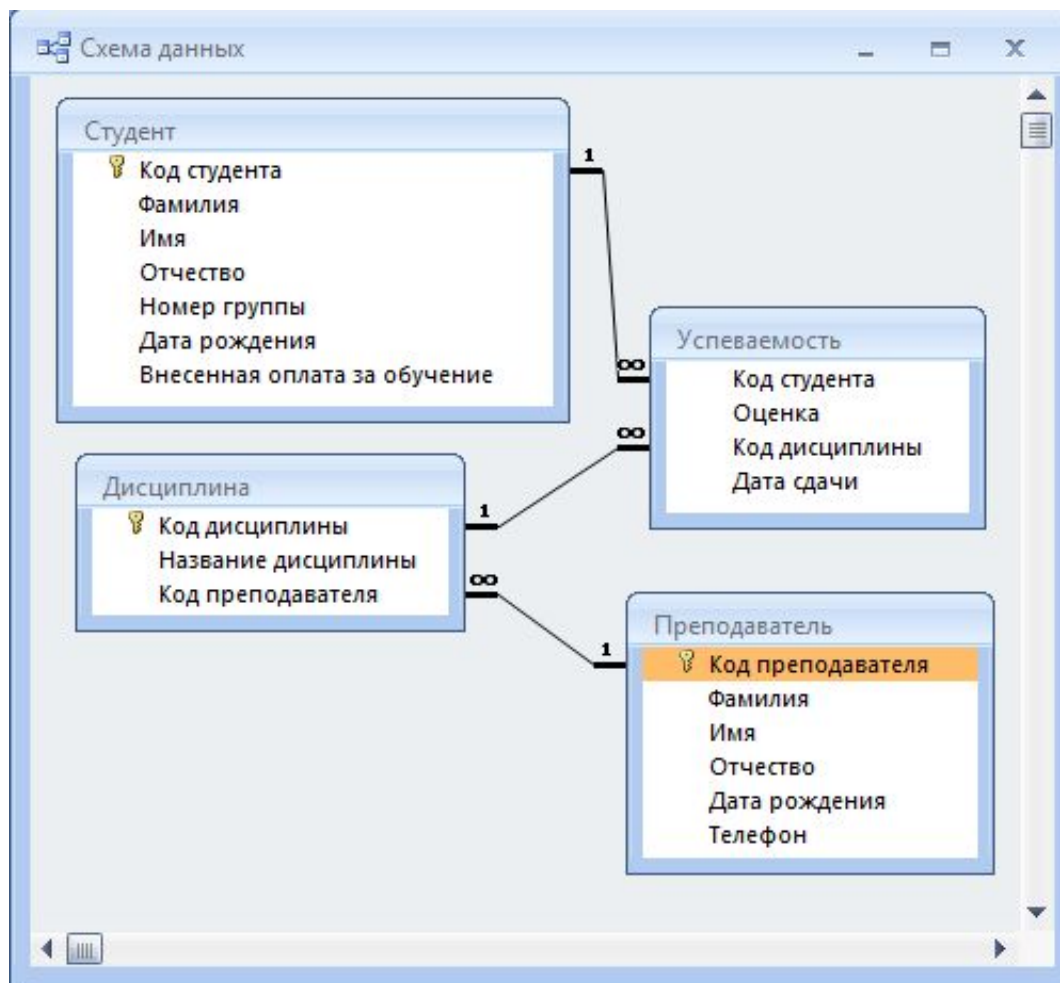 Схема данных
Студент
Код студента
Фамилия
Имя
Отчество
Номер группы
Дата рождения
Внесенная оплата за обучение
1
∞
Успеваемость
Код студента
Оценка
Код дисциплины
Дата сдачи
∞
1
Дисциплина
Код дисциплины
Название дисциплины
Код преподавателя
∞
1
Преподаватель
Код преподавателя
Фамилия
Имя
Отчество
Дата рождения
Телефон